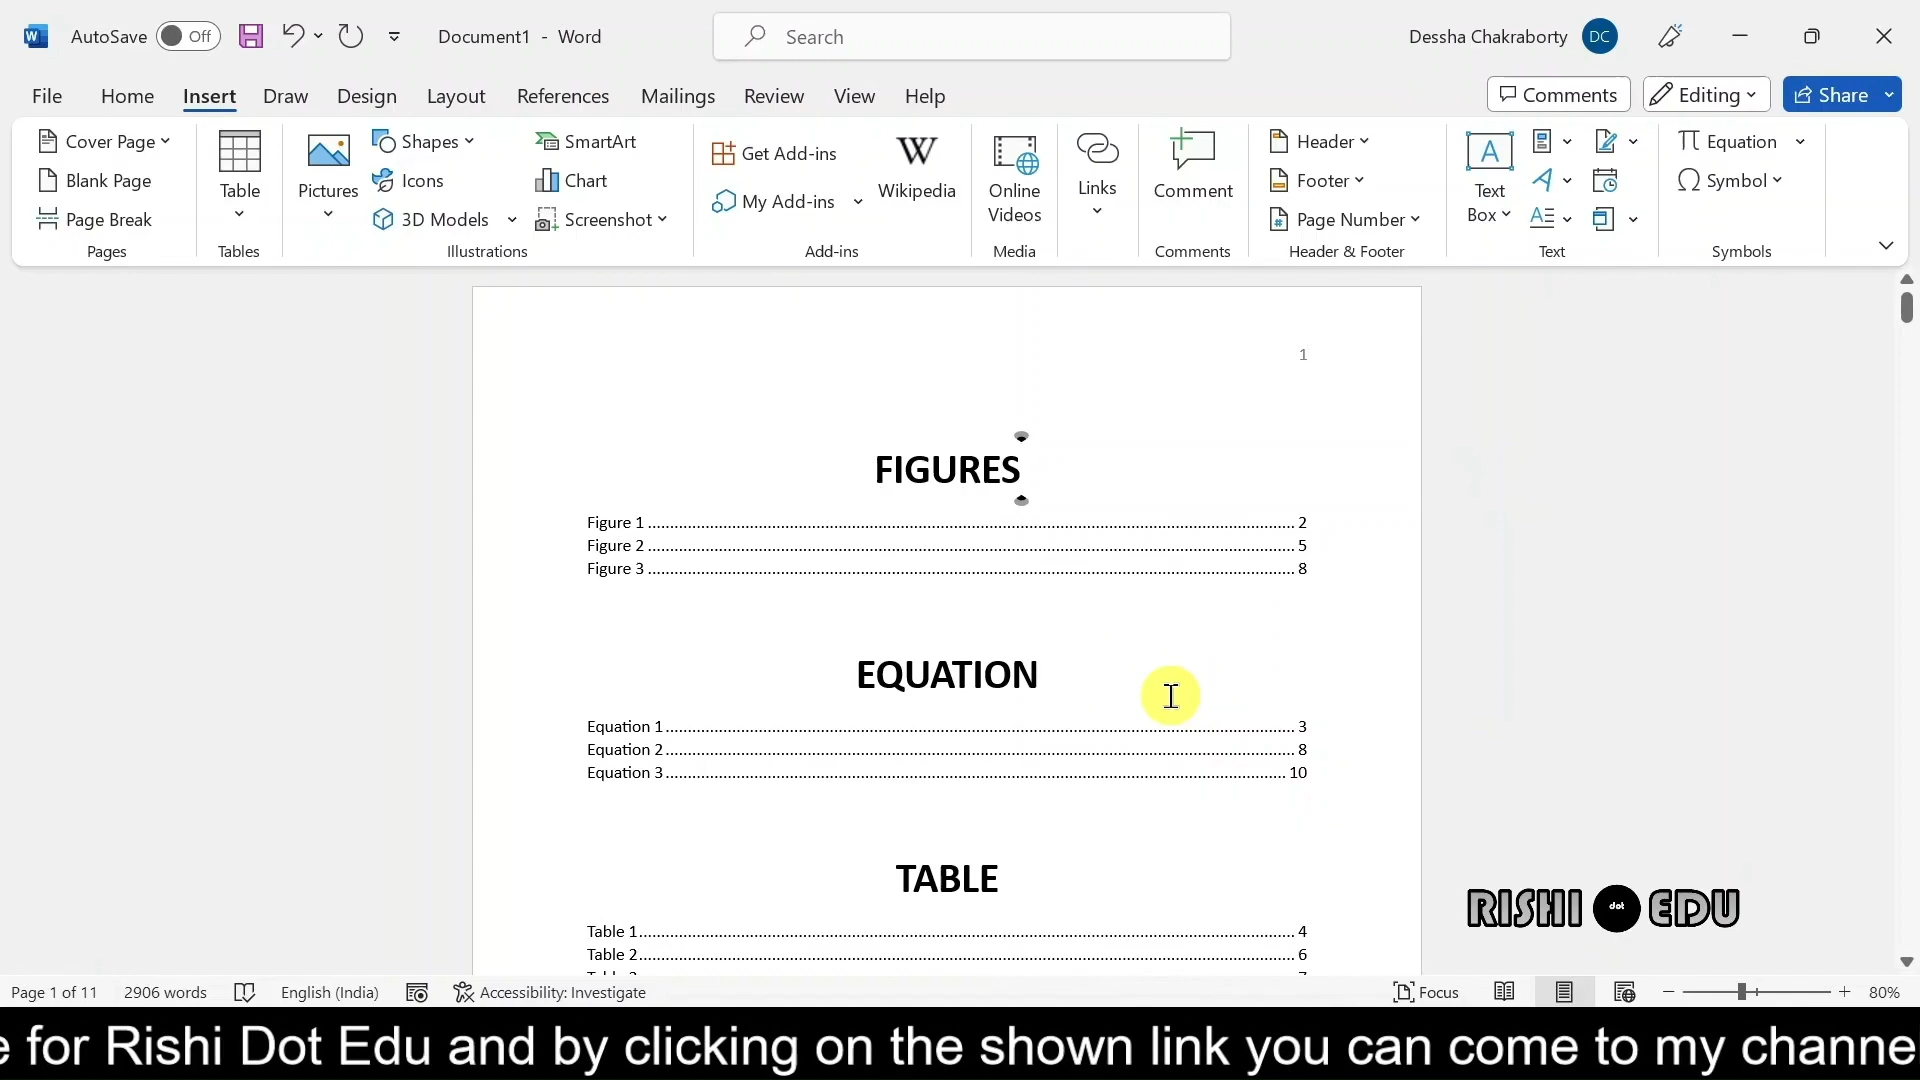 AutoSave Off Document1 - Word Search Dessha Chakraborty DC
File Home Insert Draw Design Layout References Mailings Review View Help Comments Editing Share
Cover Page
Blank Page
Page Break
Pages
Table
Tables
Pictures
Shapes
Icons
3D Models
SmartArt
Chart
Screenshot
Illustrations
Get Add-ins
My Add-ins
Wikipedia
Add-ins
Online
Videos
Media
Links
Comment
Comments
Header
Footer
Page Number
Header & Footer
A
Text
Box
Text
Equation
Symbol
Symbols
1
FIGURES
Figure 1 2
Figure 2 5
Figure 3 8
EQUATION
Equation 1 3
Equation 2 8
Equation 3 10
TABLE
Table 1 4
Table 2 6
RISHI dot EDU
Page 1 of 11 2906 words English (India) Accessibility: Investigate Focus 80%
e for Rishi Dot Edu and by clicking on the shown link you can come to my channe